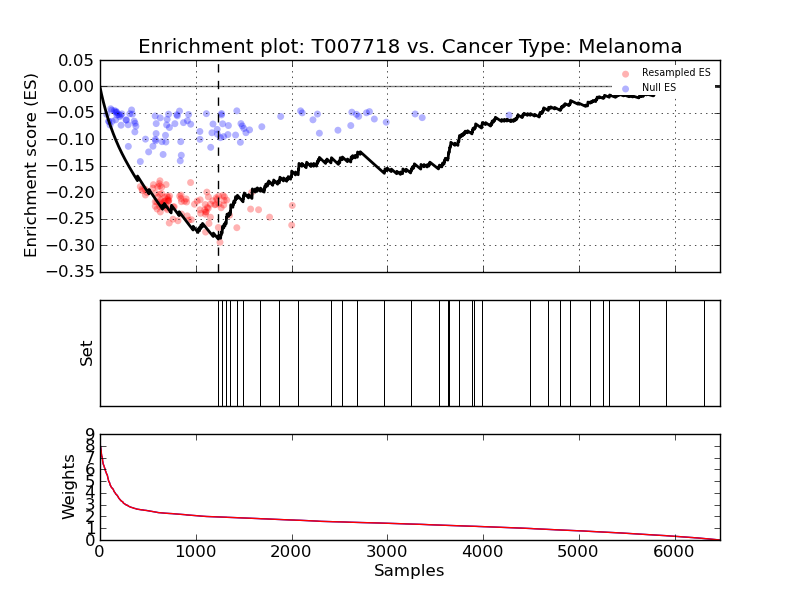 Enrichment plot: T007718 vs. Cancer Type: Melanoma
Enrichment score (ES)
0.05
0.00
−0.05
−0.10
−0.15
−0.20
−0.25
−0.30
−0.35
Resampled ES
Null ES
Set
Weights
9
8
7
6
5
4
3
2
1
0
0 1000 2000 3000 4000 5000 6000
Samples